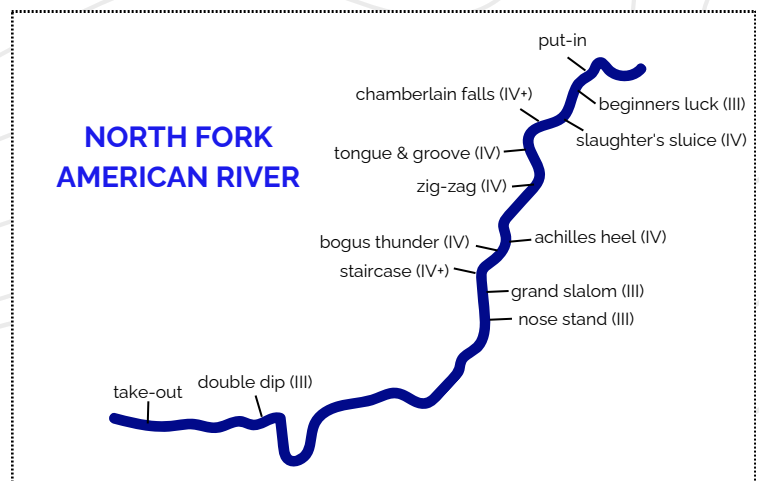 put-in
chamberlain falls (IV+)
beginners luck (III)
NORTH FORK
AMERICAN RIVER
slaughter's sluice (IV)
tongue & groove (IV)
zig-zag (IV)
achilles heel (IV)
bogus thunder (IV)
staircase (IV+)
grand slalom (III)
nose stand (III)
double dip (III)
take-out